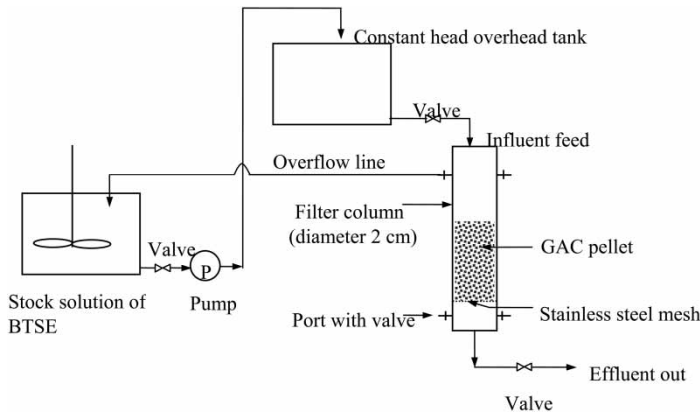 Constant head overhead tank
Valve
Influent feed
Overflow line
Filter column
(diameter 2 cm)
GAC pellet
Valve
P
Stock solution of
BTSE
Pump
Port with valve
Stainless steel mesh
Effluent out
Valve